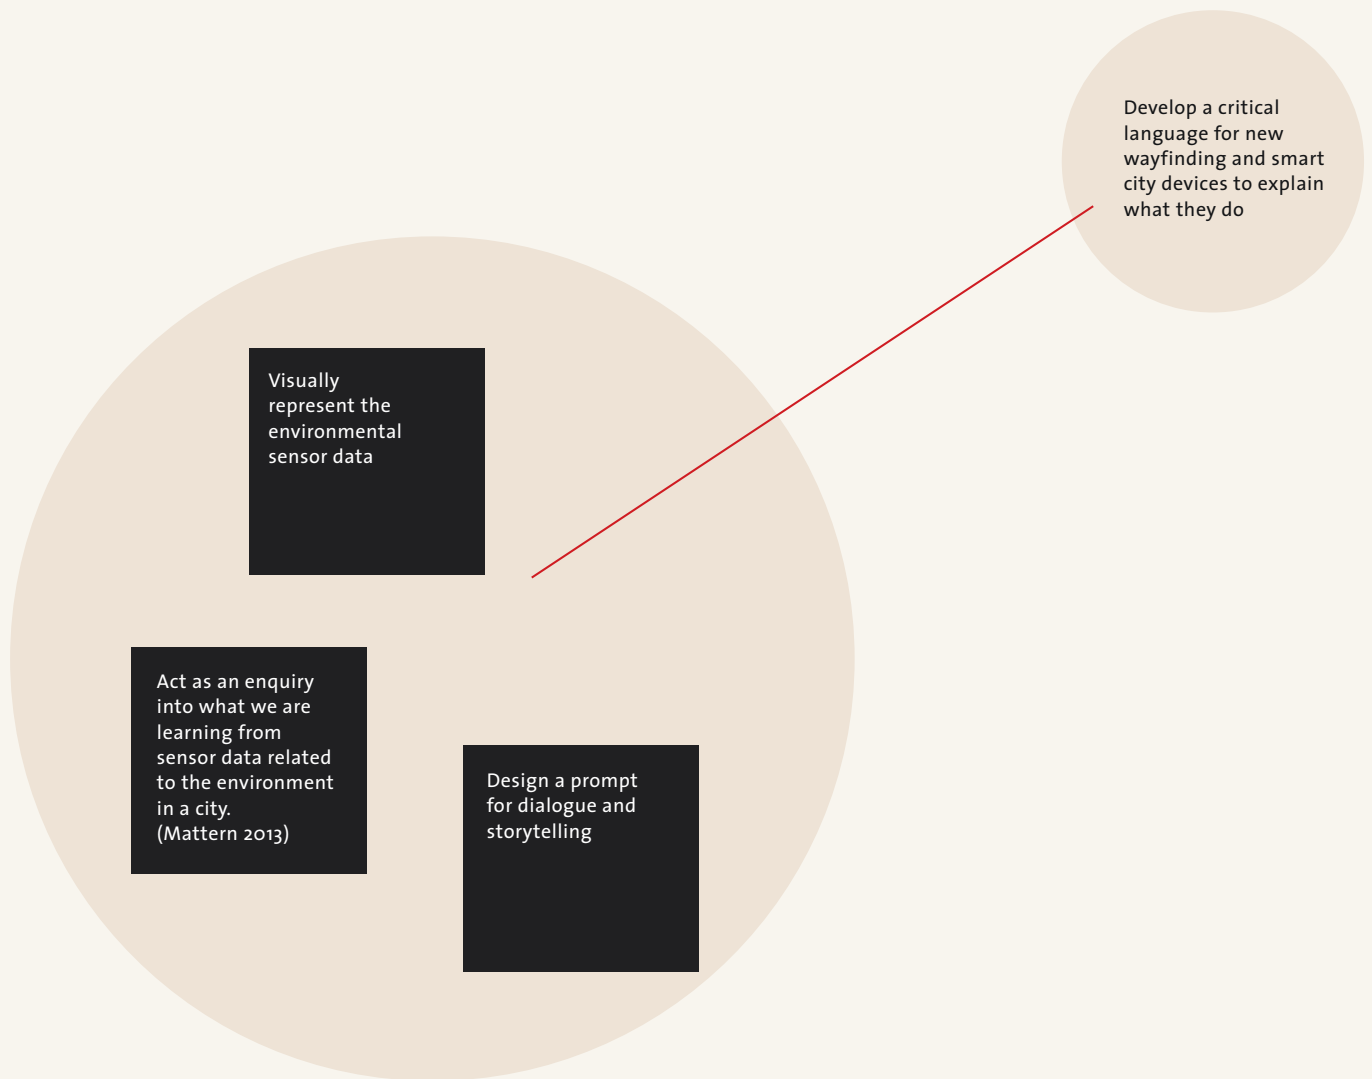 Develop a critical
language for new
wayfinding and smart
city devices to explain
what they do
Visually
represent the
environmental
sensor data
Act as an enquiry
into what we are
learning from
sensor data related
to the environment
in a city.
(Mattern 2013)
Design a prompt
for dialogue and
storytelling